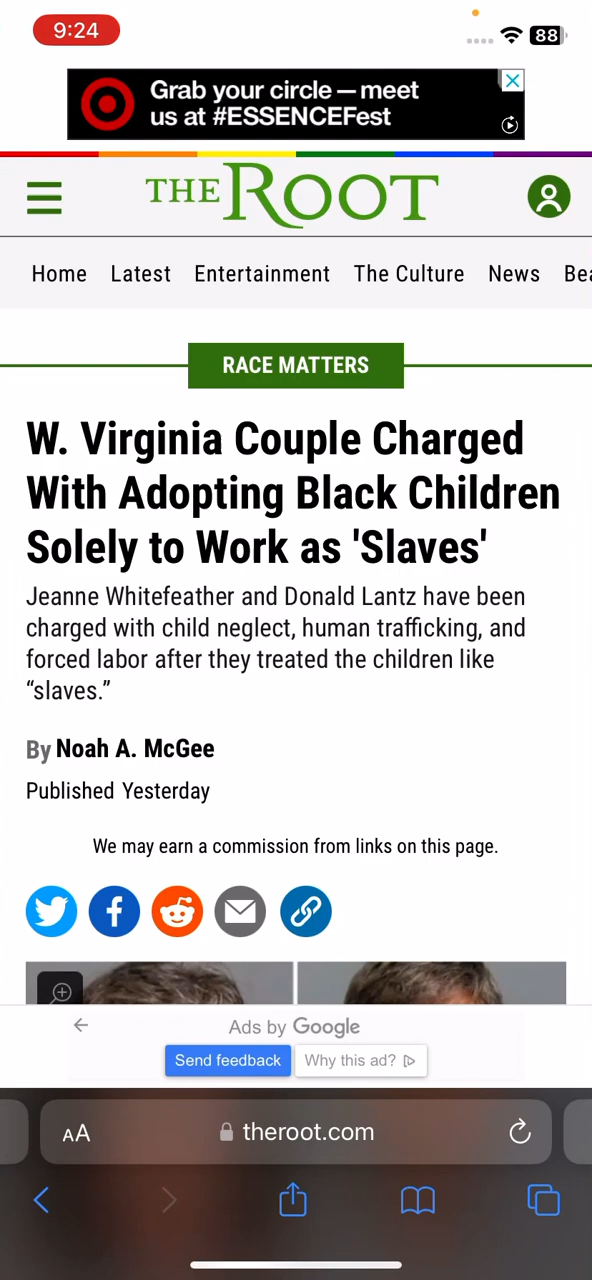 9:24
88
Grab your circle — meet
us at #ESSENCEFest
THE ROOT
Home Latest Entertainment The Culture News Bea
RACE MATTERS
W. Virginia Couple Charged
With Adopting Black Children
Solely to Work as 'Slaves'
Jeanne Whitefeather and Donald Lantz have been
charged with child neglect, human trafficking, and
forced labor after they treated the children like
“slaves.”
By Noah A. McGee
Published Yesterday
We may earn a commission from links on this page.
Ads by Google
Send feedback Why this ad?
AA theroot.com